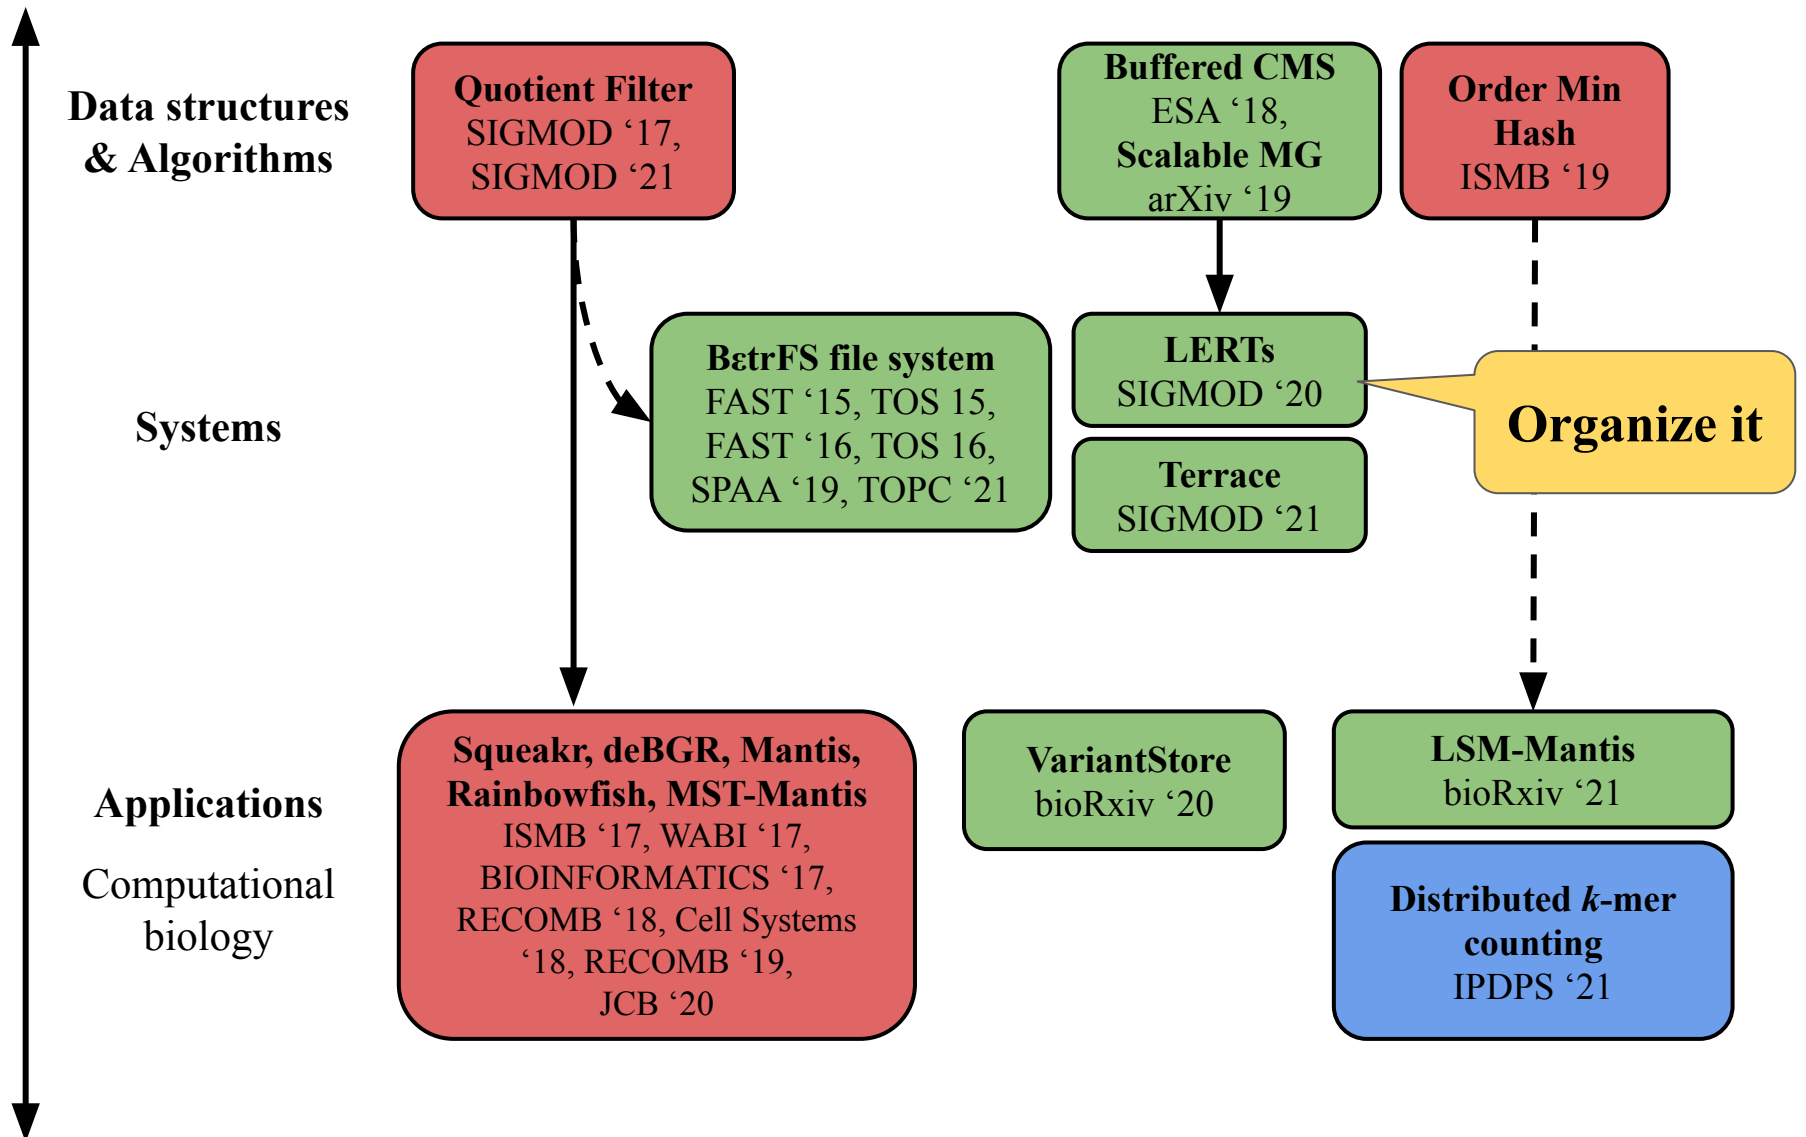 Data structures
& Algorithms
Quotient Filter
SIGMOD ‘17,
SIGMOD ‘21
Buffered CMS
ESA ‘18,
Scalable MG
arXiv ‘19
Order Min
Hash
ISMB ‘19
Systems
BεtrFS file system
FAST ‘15, TOS 15,
FAST ‘16, TOS 16,
SPAA ‘19, TOPC ‘21
LERTs
SIGMOD ‘20
Terrace
SIGMOD ‘21
Organize it
Applications
Computational
biology
Squeakr, deBGR, Mantis,
Rainbowfish, MST-Mantis
ISMB ‘17, WABI ‘17,
BIOINFORMATICS ‘17,
RECOMB ‘18, Cell Systems
‘18, RECOMB ‘19,
JCB ‘20
VariantStore
bioRxiv ‘20
LSM-Mantis
bioRxiv ‘21
Distributed k-mer
counting
IPDPS ‘21